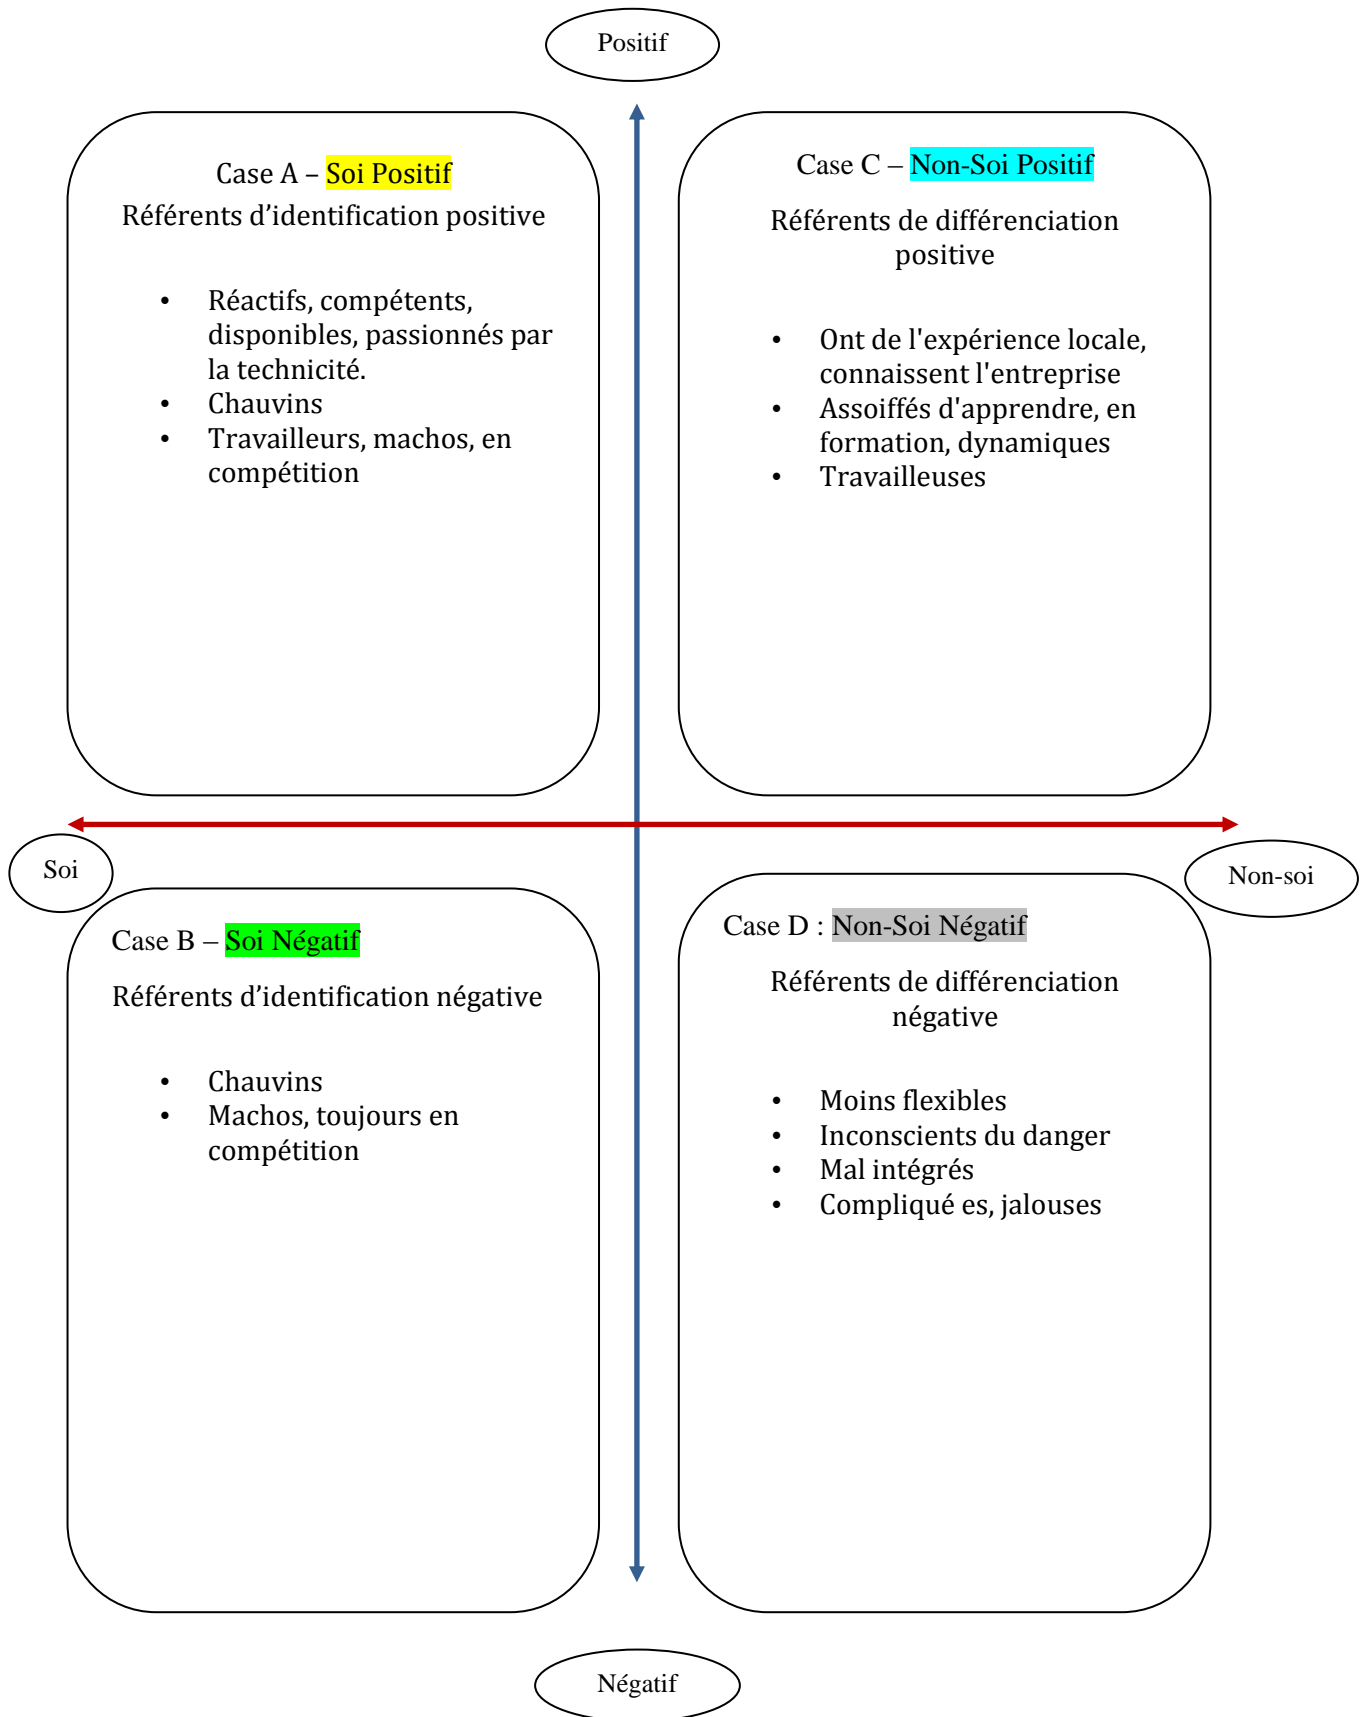 Positif
Case A – Soi Positif
Référents d’identification positive
• Réactifs, compétents,
disponibles, passionnés par
la technicité.
• Chauvins
• Travailleurs, machos, en
compétition
Case C – Non-Soi Positif
Référents de différenciation
positive
• Ont de l'expérience locale,
connaissent l'entreprise
• Assoiffés d'apprendre, en
formation, dynamiques
• Travailleuses
Soi
Non-soi
Case B – Soi Négatif
Référents d’identification négative
• Chauvins
• Machos, toujours en
compétition
Case D : Non-Soi Négatif
Référents de différenciation
négative
• Moins flexibles
• Inconscients du danger
• Mal intégrés
• Compliqué es, jalouses
Négatif